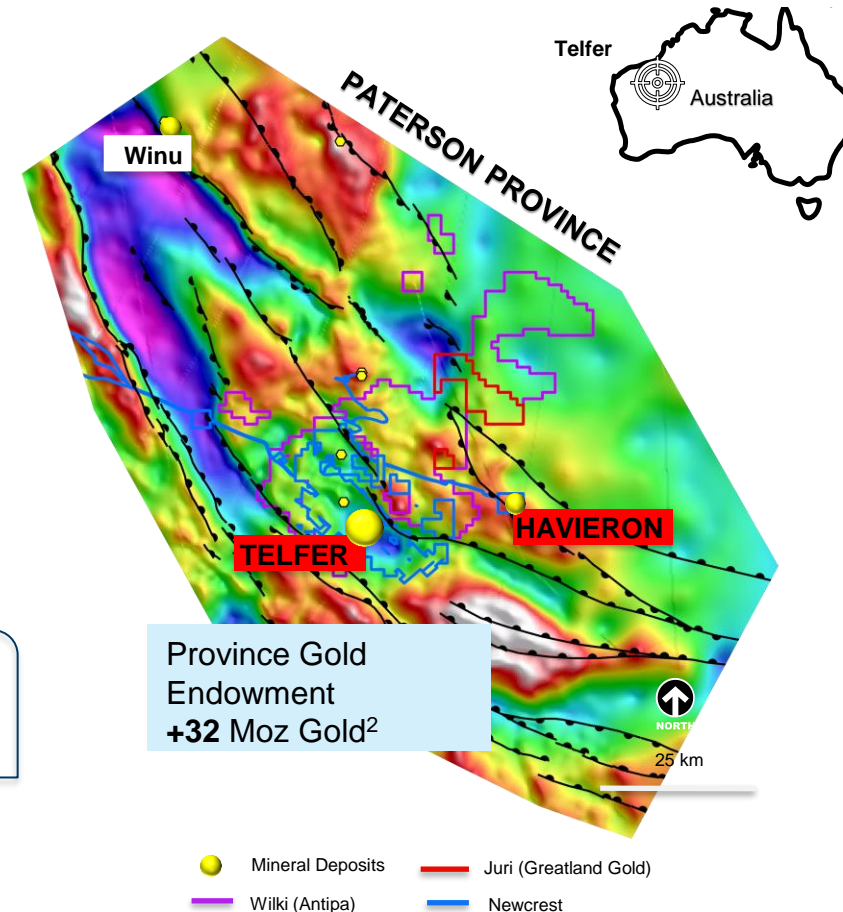 Telfer
Australia
PATERSON PROVINCE
Winu
HAVIERON
TELFER
Province Gold
Endowment
+32 Moz Gold²
NORTH
25 km
Mineral Deposits
Juri (Greatland Gold)
Wilki (Antipa)
Newcrest